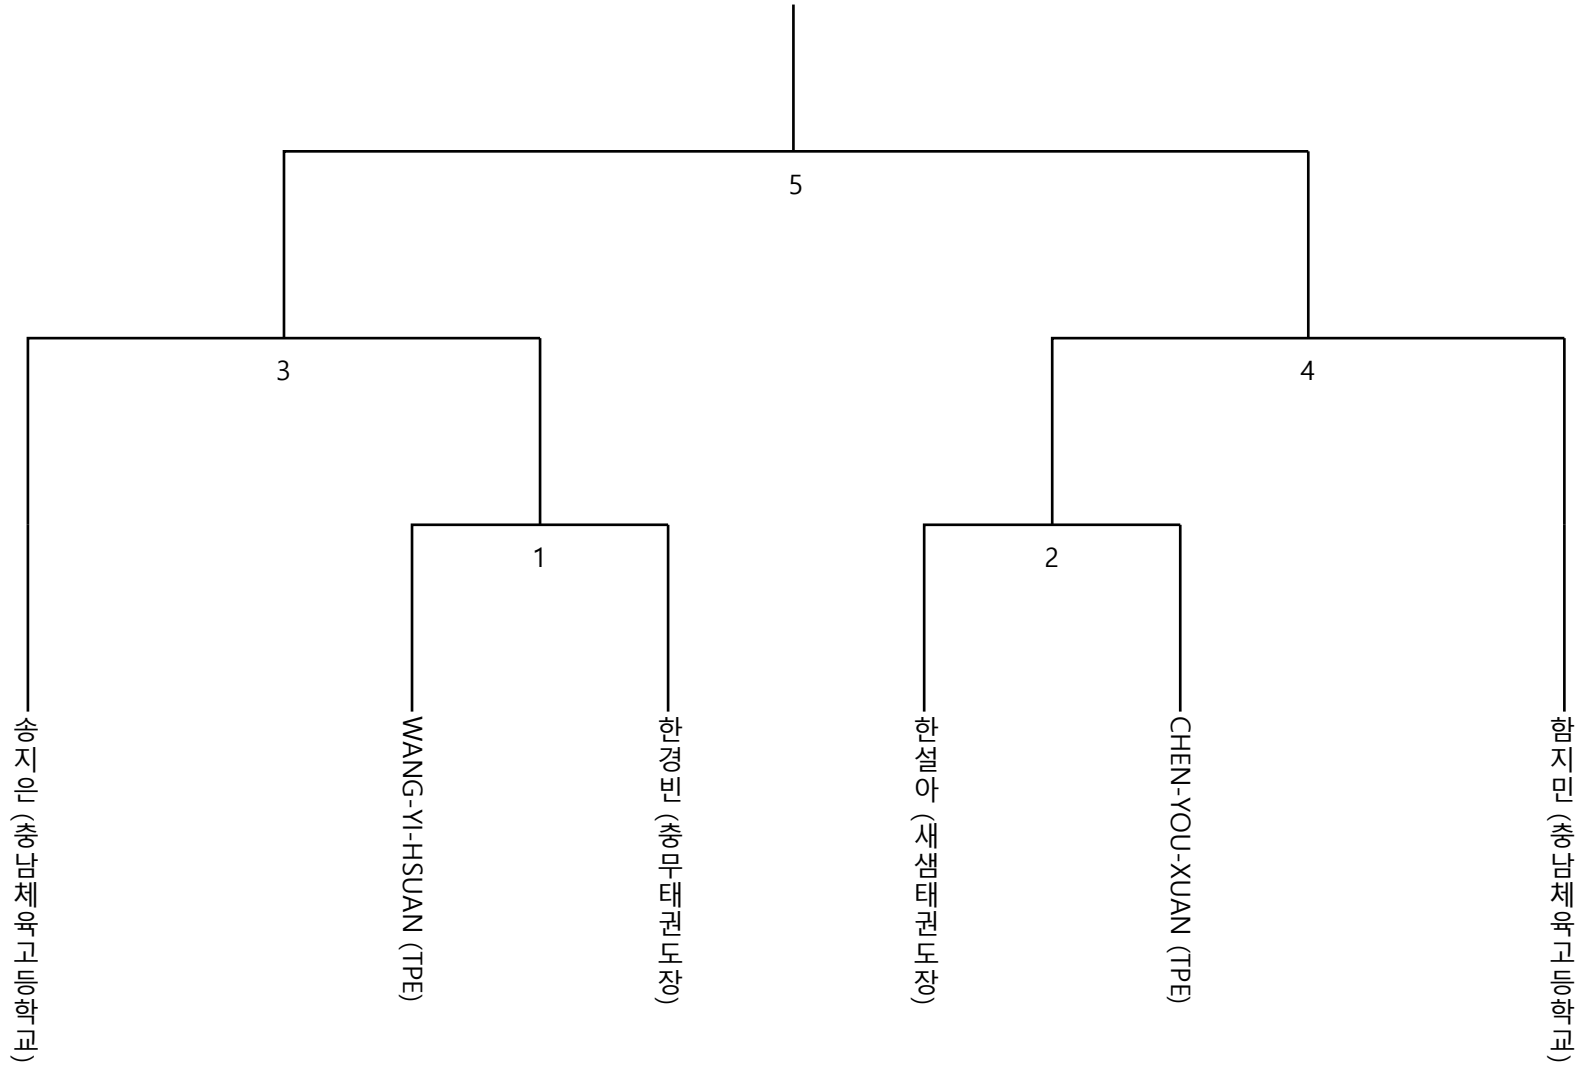 5
3
4
1
2
송지은 (충남체육고등학교)
WANG-YI-HSUAN (TPE)
한경빈 (충무태권도장)
한설아 (새샘태권도장)
CHEN-YOU-XUAN (TPE)
함지민 (충남체육고등학교)